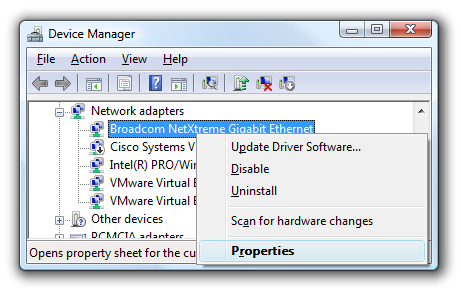 Device Manager
File Action View Help
Network adapters
Broadcom NetXtreme Gigabit Ethernet
Cisco Systems V
Intel(R) PRO/Wir
VMware Virtual E
VMware Virtual E
Other devices
PCMCIA adapters
Update Driver Software...
Disable
Uninstall
Scan for hardware changes
Properties
Opens property sheet for the cu